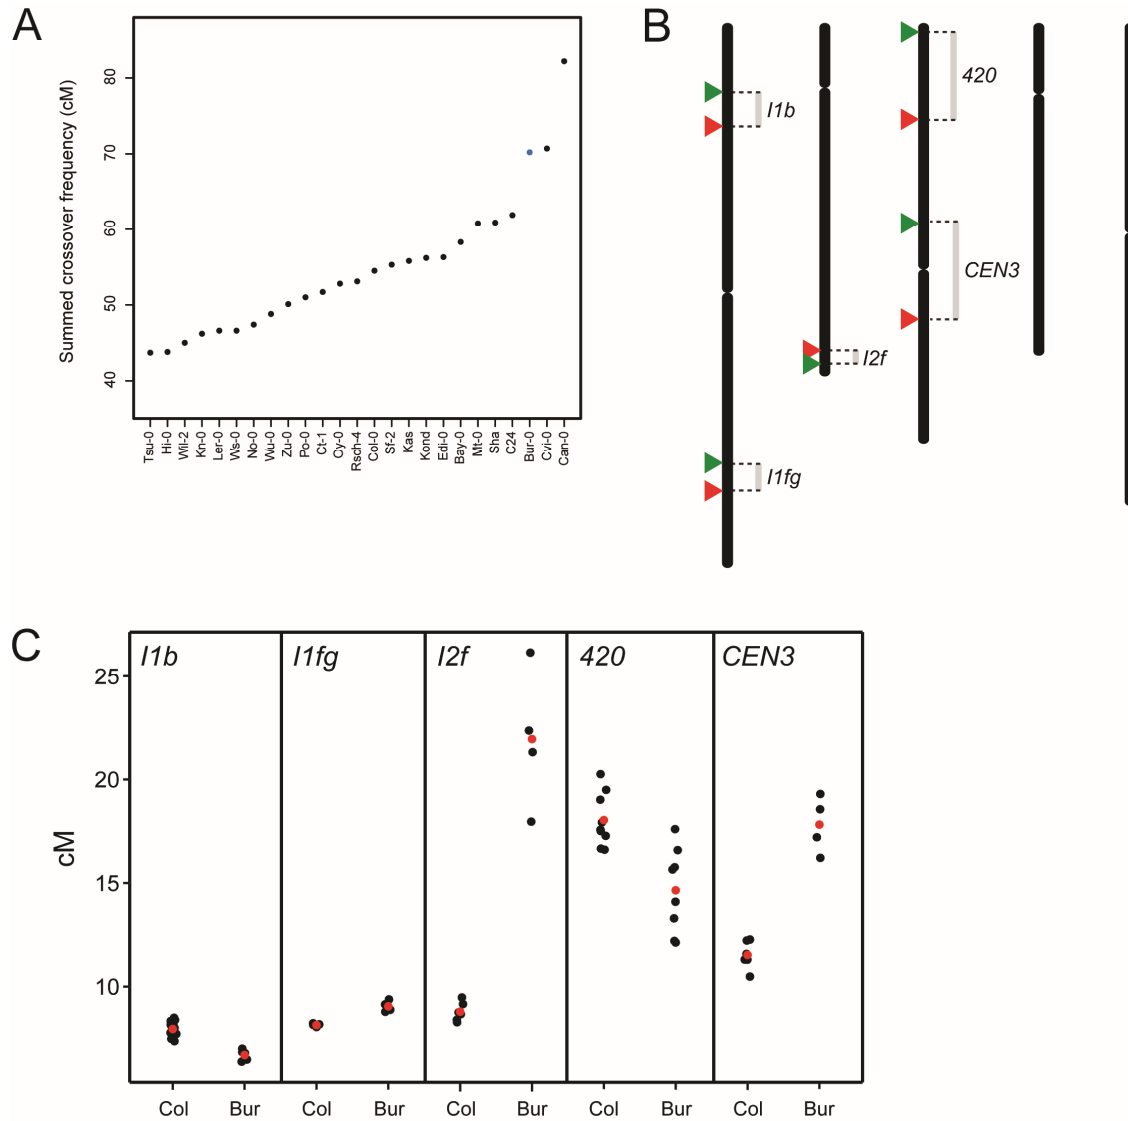 A
Summed crossover frequency (cM)
80
70
60
50
40
Tsu-0
Hi-0
Wil-2
Kn-0
Ler-0
Ws-0
No-0
Wu-0
Zu-0
Po-0
Ct-1
Cy-0
Rsch-4
Col-0
Sf-2
Kas
Kond
Edi-0
Bay-0
Mt-0
Sha
C24
Bur-0
Cvi-0
Can-0
B
I1b
I1fg
I2f
420
CEN3
C
I1b I1fg I2f 420 CEN3
cM
25
20
15
10
Col Bur Col Bur Col Bur Col Bur Col Bur